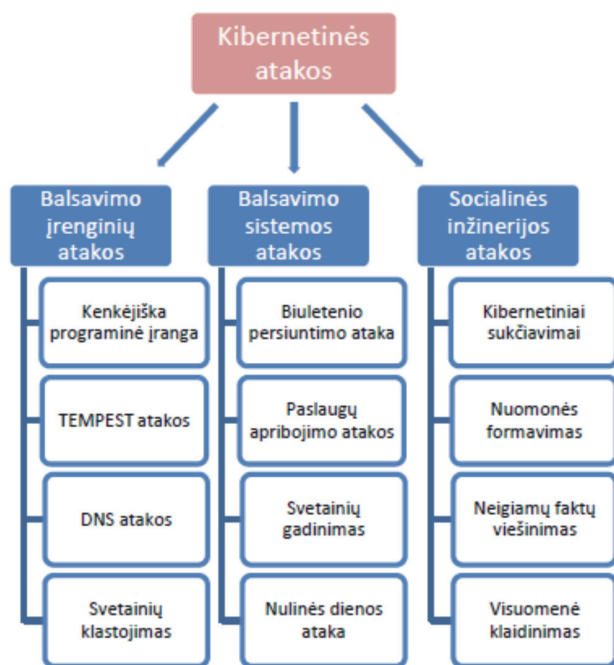 Kibernetinės
atakos
Balsavimo
įrenginių
atakos
Kenkėjiška
programinė įranga
TEMPEST atakos
DNS atakos
Svetainių
klastojimas
Balsavimo
sistemos
atakos
Biuletenio
persiuntimo ataka
Paslaugų
apribojimo atakos
Svetainių
gadinimas
Nulinės dienos
ataka
Socialinės
inžinerijos
atakos
Kibernetiniai
sukčiavimai
Nuomonės
formavimas
Neigiamų faktų
viešinimas
Visuomenė
klaidinimas